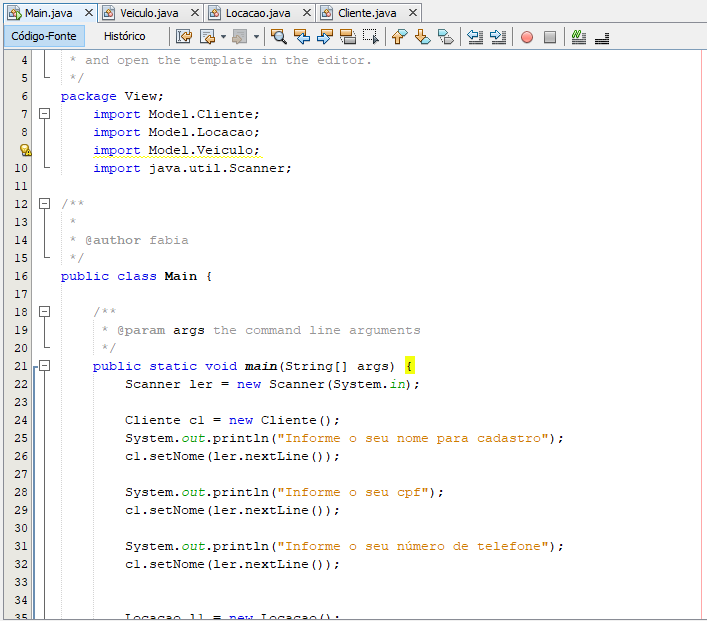 Main.java Veiculo.java Locacao.java Cliente.java
Código-Fonte Histórico
4 * and open the template in the editor.
5 */
6 package View;
7 import Model.Cliente;
8 import Model.Locacao;
import Model.Veiculo;
10 import java.util.Scanner;
11
12 /**
13 *
14 * @author fabia
15 */
16 public class Main {
17
18 /**
19 * @param args the command line arguments
20 */
21 public static void main(String[] args) {
22 Scanner ler = new Scanner(System.in);
23
24 Cliente c1 = new Cliente();
25 System.out.println("Informe o seu nome para cadastro");
26 c1.setNome(ler.nextLine());
27
28 System.out.println("Informe o seu cpf");
29 c1.setNome(ler.nextLine());
30
31 System.out.println("Informe o seu número de telefone");
32 c1.setNome(ler.nextLine());
33
34
35 Locacao l1 = new Locacao();